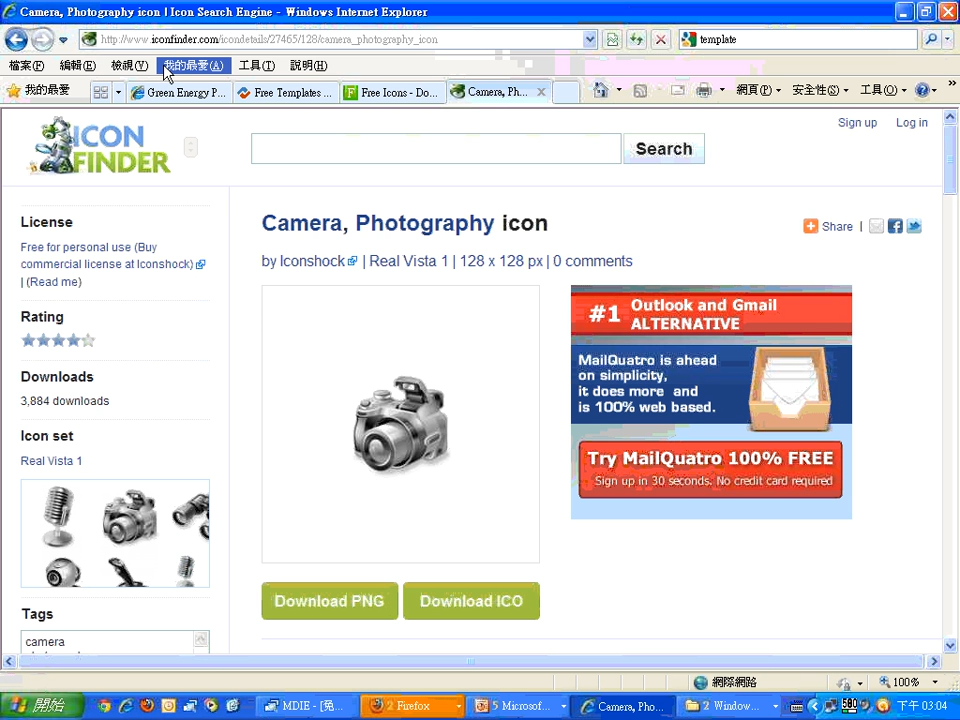 Camera, Photography icon | Icon Search Engine - Windows Internet Explorer
http://www.iconfinder.com/icondetails/27465/128/camera_photography_icon
template
檔案(F) 編輯(E) 檢視(V) 我的最愛(A) 工具(T) 說明(H)
我的最愛 Green Energy P... Free Templates ... Free Icons - Do... Camera, Ph... 網頁(P) 安全性(S) 工具(O) »
ICON
FINDER
Search
Sign up Log in
License
Free for personal use (Buy
commercial license at Iconshock)
| (Read me)
Rating
Downloads
3,884 downloads
Icon set
Real Vista 1
Tags
camera
Camera, Photography icon
Share |
by Iconshock | Real Vista 1 | 128 x 128 px | 0 comments
#1 Outlook and Gmail
ALTERNATIVE
MailQuatro is ahead
on simplicity,
it does more and
is 100% web based.
Try MailQuatro 100% FREE
Sign up in 30 seconds. No credit card required
Download PNG Download ICO
網際網路 100%
開始 MDIE - [免... 2 Firefox 5 Microsof... Camera, Pho... 2 Window... 580 下午 03:04